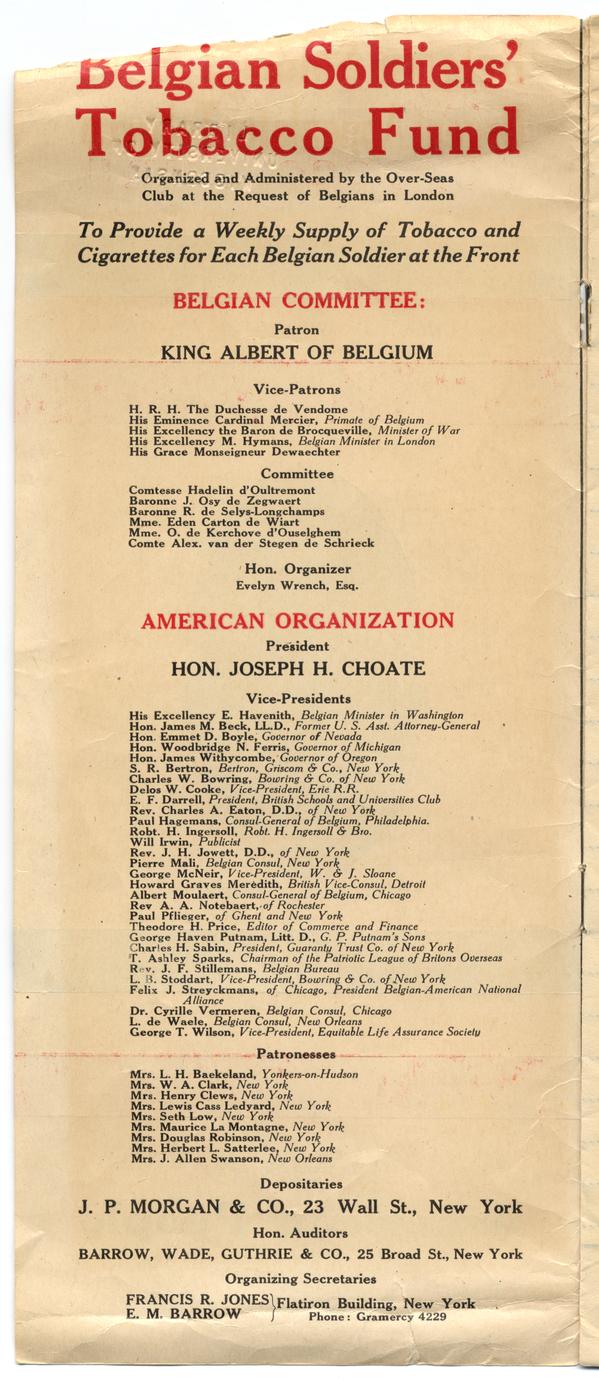 Belgian Soldiers'
Tobacco Fund
Organized and Administered by the Over-Seas
Club at the Request of Belgians in London
To Provide a Weekly Supply of Tobacco and
Cigarettes for Each Belgian Soldier at the Front
BELGIAN COMMITTEE:
Patron
KING ALBERT OF BELGIUM
Vice-Patrons
H. R. H. The Duchesse de Vendome
His Eminence Cardinal Mercier, Primate of Belgium
His Excellency the Baron de Brocqueville, Minister of War
His Excellency M. Hymans, Belgian Minister in London
His Grace Monseigneur Dewaechter
Committee
Comtesse Hadelin d'Oultremont
Baronne J. Osy de Zegwaert
Baronne R. de Selys-Longchamps
Mme. Eden Carton de Wiart
Mme. O. de Kerchove d'Ouselghem
Comte Alex. van der Stegen de Schrieck
Hon. Organizer
Evelyn Wrench, Esq.
AMERICAN ORGANIZATION
President
HON. JOSEPH H. CHOATE
Vice-Presidents
His Excellency E. Havenith, Belgian Minister in Washington
Hon. James M. Beck, LL.D., Former U. S. Asst. Attorney-General
Hon. Emmet D. Boyle, Governor of Nevada
Hon. Woodbridge N. Ferris, Governor of Michigan
Hon. James Withycombe, Governor of Oregon
S. R. Bertron, Bertron, Griscom & Co., New York
Charles W. Bowring, Bowring & Co. of New York
Delos W. Cooke, Vice-President, Erie R.R.
E. F. Darrell, President, British Schools and Universities Club
Rev. Charles A. Eaton, D.D., of New York
Paul Hagemans, Consul-General of Belgium, Philadelphia.
Robt. H. Ingersoll, Robt. H. Ingersoll & Bro.
Will Irwin, Publicist
Rev. J. H. Jowett, D.D., of New York
Pierre Mali, Belgian Consul, New York
George McNeir, Vice-President, W. & J. Sloane
Howard Graves Meredith, British Vice-Consul, Detroit
Albert Moulaert, Consul-General of Belgium, Chicago
Rev A. A. Notebaert, of Rochester
Paul Pflieger, of Ghent and New York
Theodore H. Price, Editor of Commerce and Finance
George Haven Putnam, Litt. D., G. P. Putnam's Sons
Charles H. Sabin, President, Guaranty Trust Co. of New York
T. Ashley Sparks, Chairman of the Patriotic League of Britons Overseas
Rev. J. F. Stillemans, Belgian Bureau
L. B. Stoddart, Vice-President, Bowring & Co. of New York
Felix J. Streyckmans, of Chicago, President Belgian-American National
Alliance
Dr. Cyrille Vermeren, Belgian Consul, Chicago
L. de Waele, Belgian Consul, New Orleans
George T. Wilson, Vice-President, Equitable Life Assurance Society
Patronesses
Mrs. L. H. Baekeland, Yonkers-on-Hudson
Mrs. W. A. Clark, New York
Mrs. Henry Clews, New York
Mrs. Lewis Cass Ledyard, New York
Mrs. Seth Low, New York
Mrs. Maurice La Montagne, New York
Mrs. Douglas Robinson, New York
Mrs. Herbert L. Satterlee, New York
Mrs. J. Allen Swanson, New Orleans
Depositaries
J. P. MORGAN & CO., 23 Wall St., New York
Hon. Auditors
BARROW, WADE, GUTHRIE & CO., 25 Broad St., New York
Organizing Secretaries
FRANCIS R. JONES
E. M. BARROW
Flatiron Building, New York
Phone: Gramercy 4229